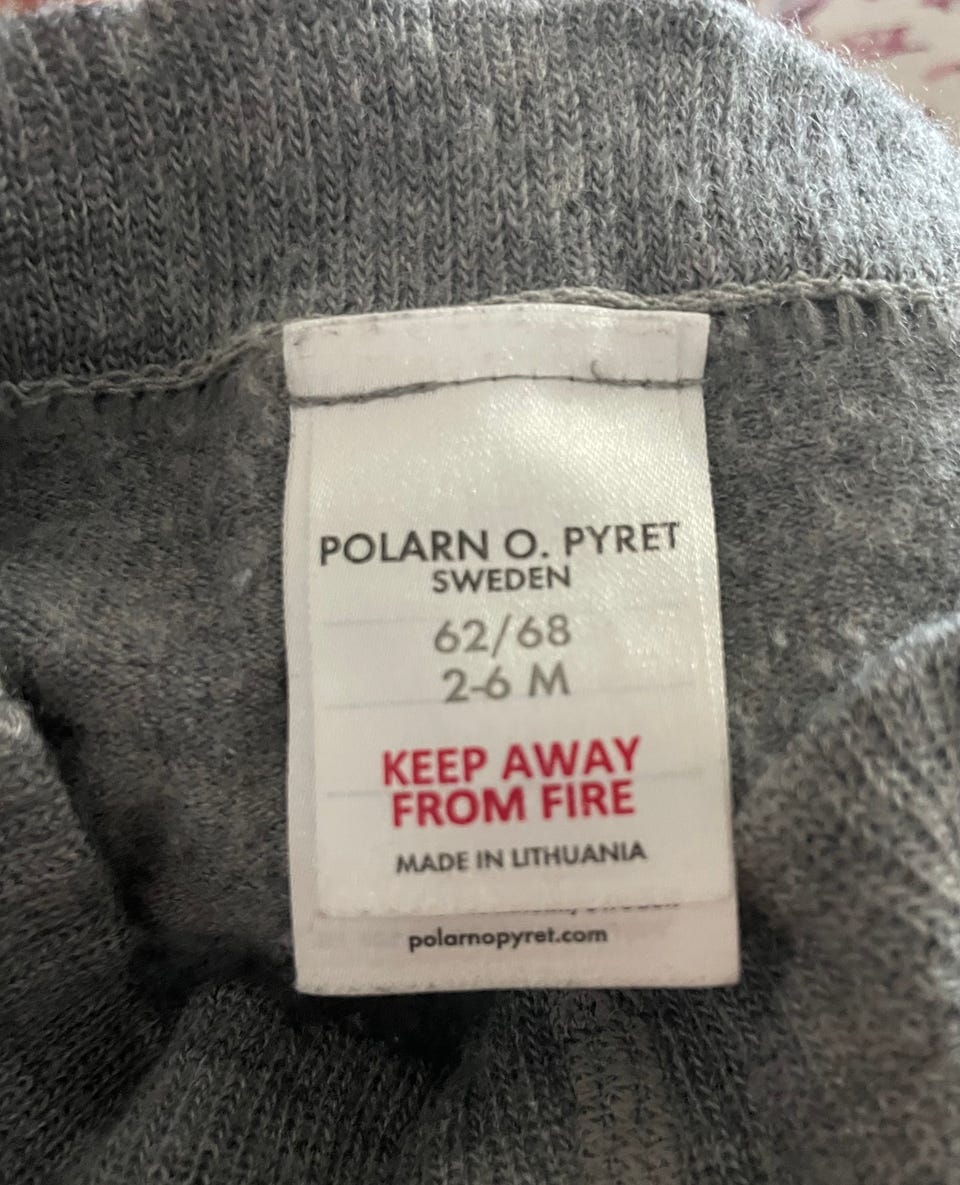 POLARN O. PYRET
SWEDEN
62/68
2-6 M
KEEP AWAY
FROM FIRE
MADE IN LITHUANIA
polarnopyret.com